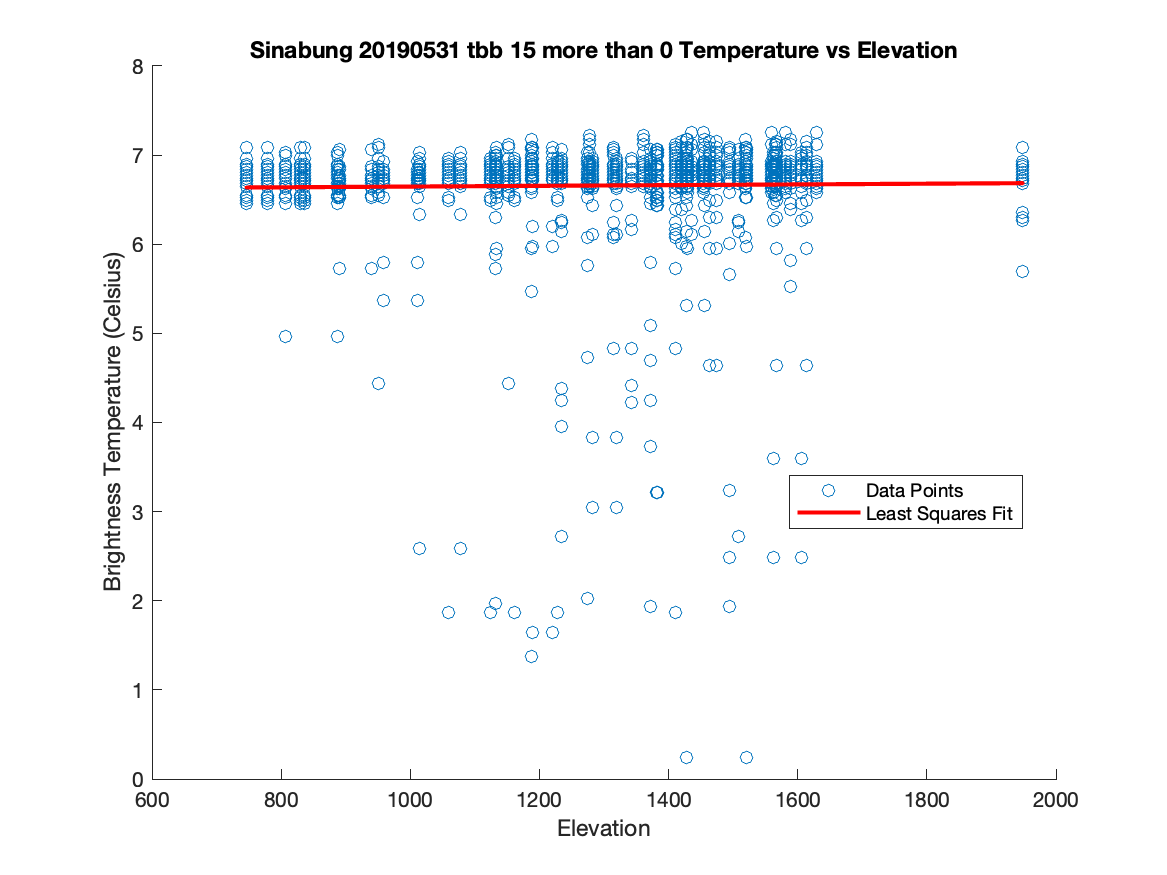 Sinabung 20190531 tbb 15 more than 0 Temperature vs Elevation
8
7
6
5
4
3
2
1
0
Brightness Temperature (Celsius)
Data Points
Least Squares Fit
600 800 1000 1200 1400 1600 1800 2000
Elevation